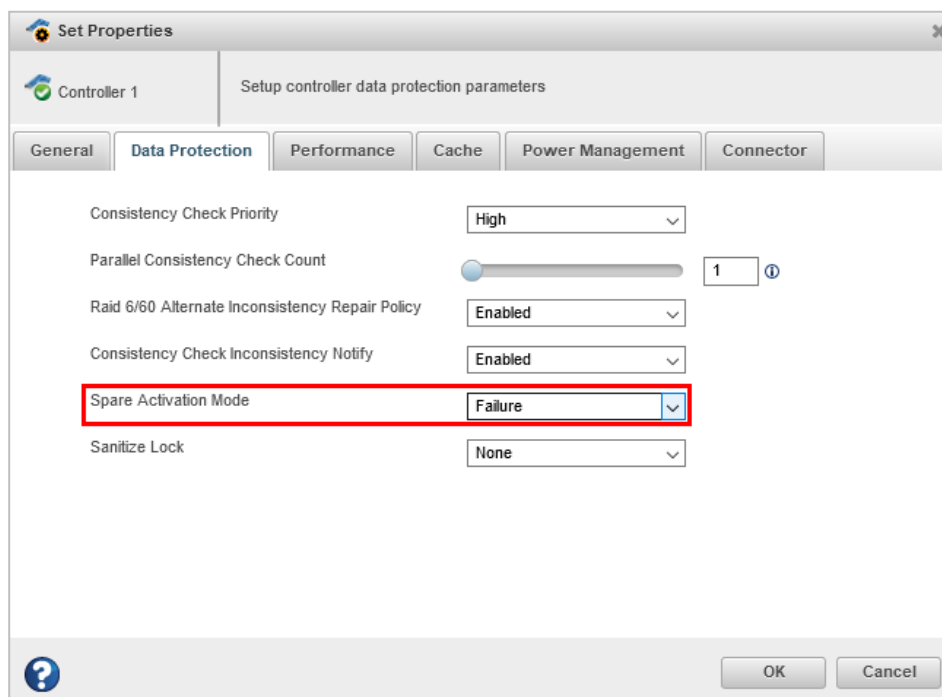 Set Properties
Controller 1
Setup controller data protection parameters
General Data Protection Performance Cache Power Management Connector
Consistency Check Priority High
Parallel Consistency Check Count 1
Raid 6/60 Alternate Inconsistency Repair Policy Enabled
Consistency Check Inconsistency Notify Enabled
Spare Activation Mode Failure
Sanitize Lock None
OK Cancel